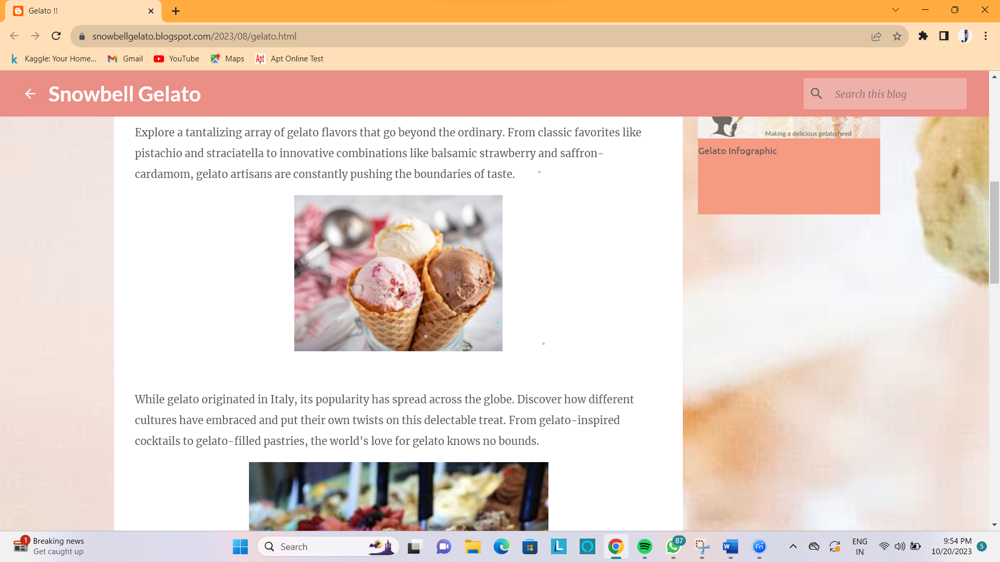 Gelato !!
snowbellgelato.blogspot.com/2023/08/gelato.html
Kaggle: Your Home... Gmail YouTube Maps Apt Apt Online Test
Snowbell Gelato
Search this blog
Explore a tantalizing array of gelato flavors that go beyond the ordinary. From classic favorites like
pistachio and straciatella to innovative combinations like balsamic strawberry and saffron-
cardamom, gelato artisans are constantly pushing the boundaries of taste.
Making a delicious gelato need
Gelato Infographic
While gelato originated in Italy, its popularity has spread across the globe. Discover how different
cultures have embraced and put their own twists on this delectable treat. From gelato-inspired
cocktails to gelato-filled pastries, the world's love for gelato knows no bounds.
1
Breaking news
Get caught up
Search
L
87
W
Fn
ENG
IN
9:54 PM
10/20/2023
5